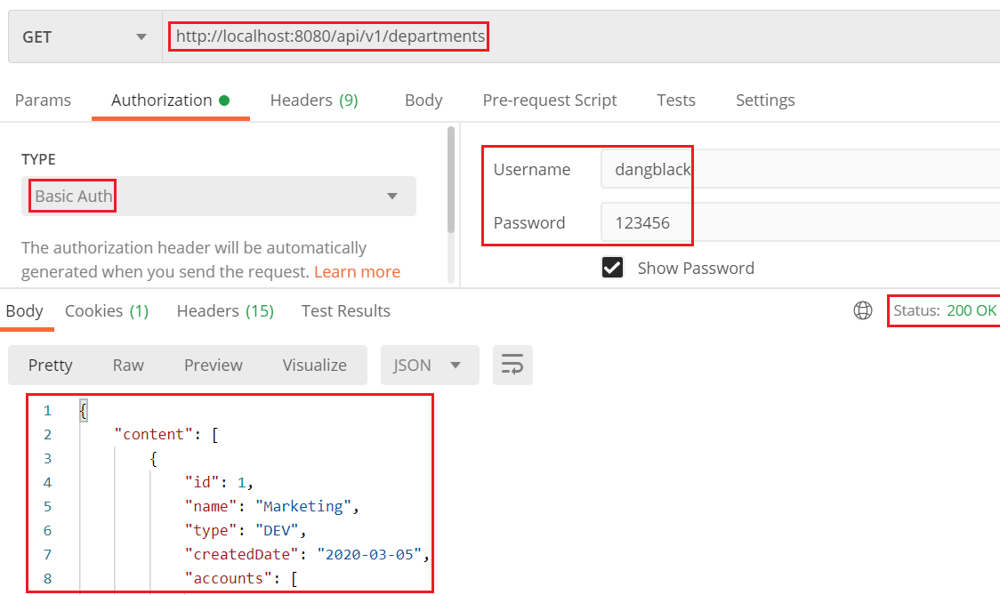 GET http://localhost:8080/api/v1/departments
Params Authorization Headers (9) Body Pre-request Script Tests Settings
TYPE
Basic Auth
The authorization header will be automatically
generated when you send the request. Learn more
Username dangblack
Password 123456
Show Password
Body Cookies (1) Headers (15) Test Results Status: 200 OK
Pretty Raw Preview Visualize JSON
1 {
2 "content": [
3 {
4 "id": 1,
5 "name": "Marketing",
6 "type": "DEV",
7 "createdDate": "2020-03-05",
8 "accounts": [